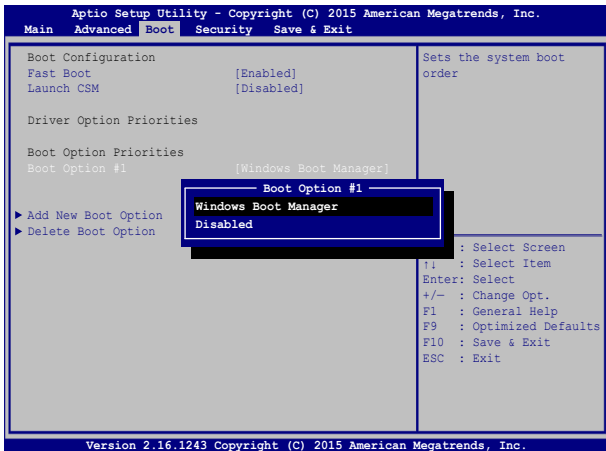 Aptio Setup Utility - Copyright (C) 2015 American Megatrends, Inc.
Main Advanced Boot Security Save & Exit
Boot Configuration
Fast Boot [Enabled]
Launch CSM [Disabled]
Driver Option Priorities
Boot Option Priorities
Boot Option #1 [Windows Boot Manager]
Add New Boot Option
Delete Boot Option
Boot Option #1
Windows Boot Manager
Disabled
Sets the system boot
order
: Select Screen
↑↓ : Select Item
Enter: Select
+/— : Change Opt.
F1 : General Help
F9 : Optimized Defaults
F10 : Save & Exit
ESC : Exit
Version 2.16.1243 Copyright (C) 2015 American Megatrends, Inc.